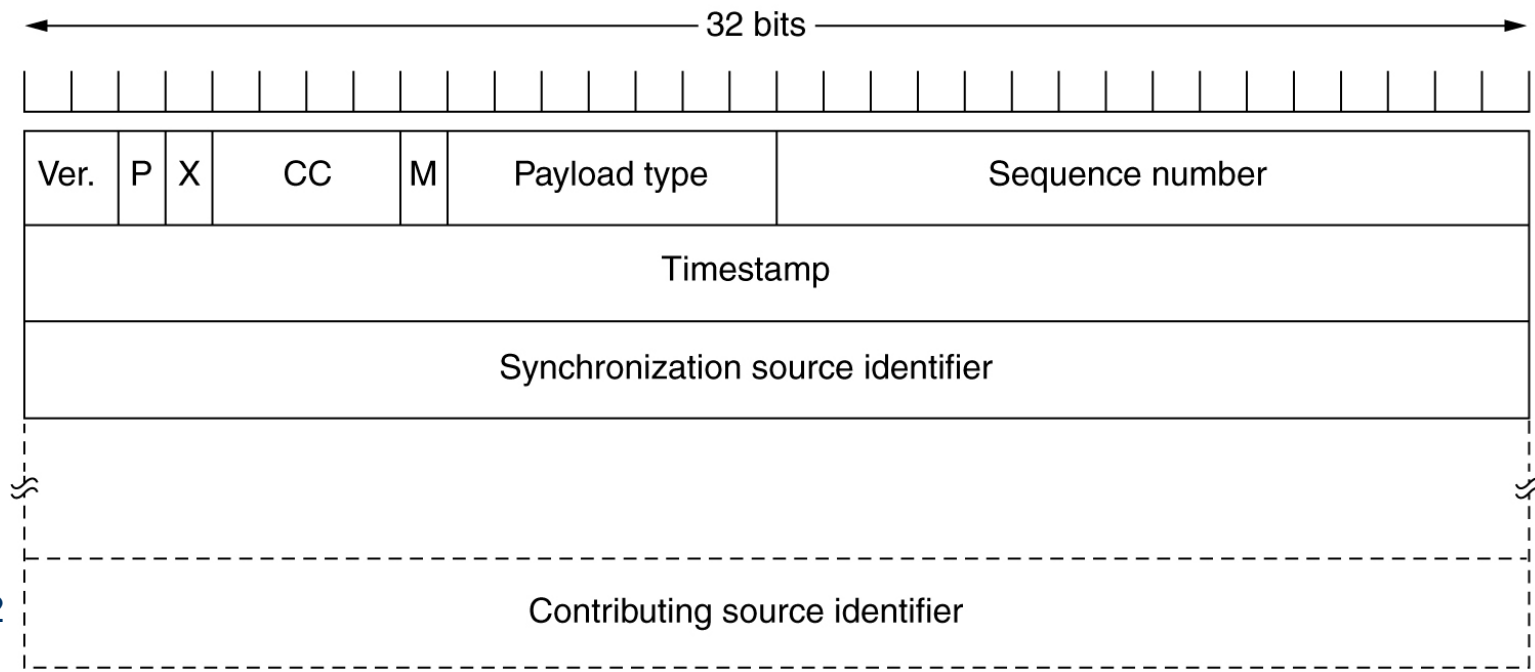 32 bits
Ver. P X CC M Payload type Sequence number
Timestamp
Synchronization source identifier
Contributing source identifier